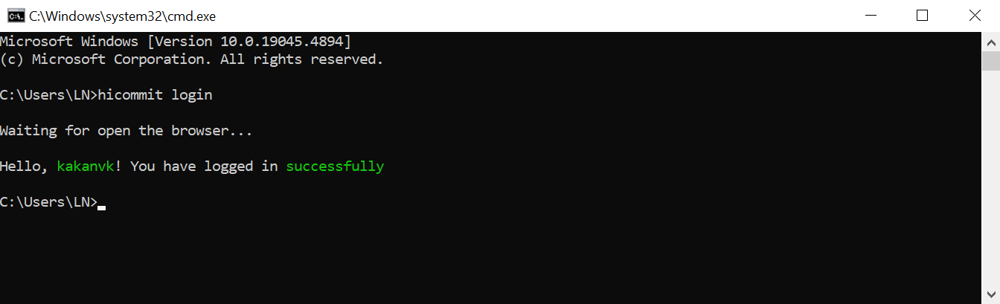 C:\Windows\system32\cmd.exe
Microsoft Windows [Version 10.0.19045.4894]
(c) Microsoft Corporation. All rights reserved.
C:\Users\LN>hicommit login
Waiting for open the browser...
Hello, kakanvk! You have logged in successfully
C:\Users\LN>